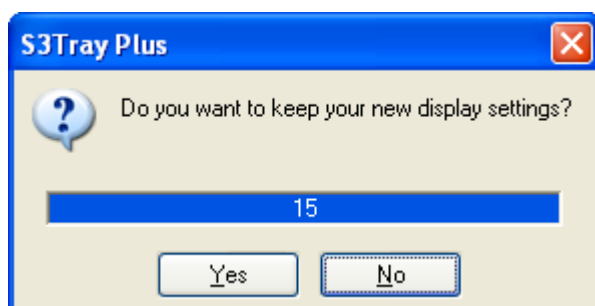 S3Tray Plus
Do you want to keep your new display settings?
15
Yes No